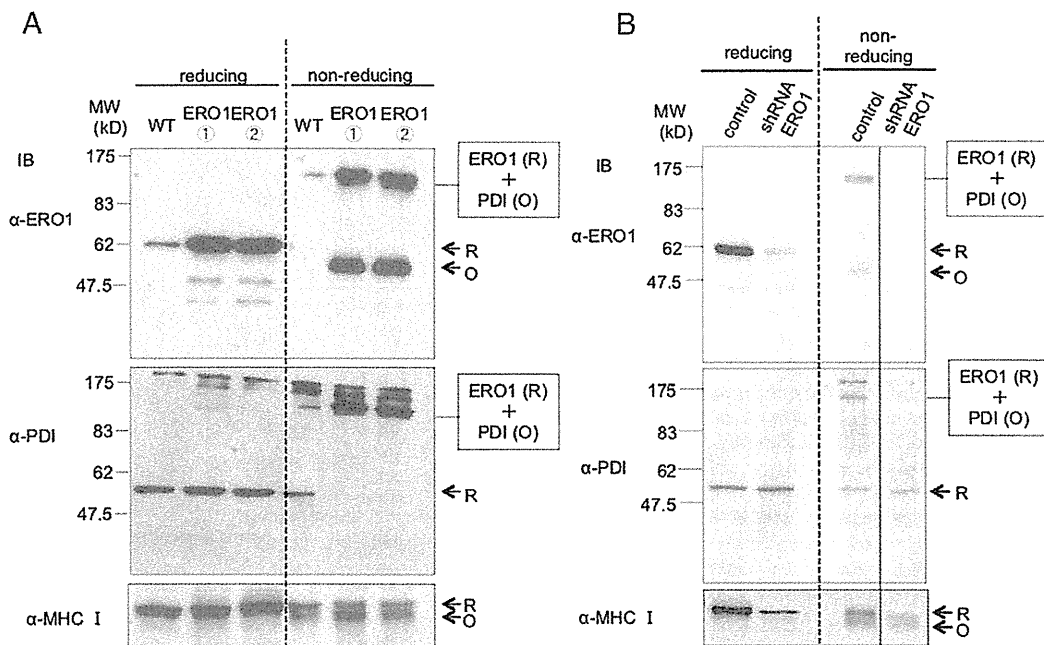 A
reducing
non-reducing
MW
(kD)
WT
ERO1
①
ERO1
②
WT
ERO1
①
ERO1
②
IB
α-ERO1
175
83
62
47.5
ERO1 (R)
+
PDI (O)
R
O
α-PDI
175
83
62
47.5
ERO1 (R)
+
PDI (O)
R
α-MHC I
R
O
B
reducing
non-
reducing
MW
(kD)
control
shRNA
ERO1
control
shRNA
ERO1
IB
α-ERO1
175
83
62
47.5
ERO1 (R)
+
PDI (O)
R
O
α-PDI
175
83
62
47.5
ERO1 (R)
+
PDI (O)
R
α-MHC I
R
O